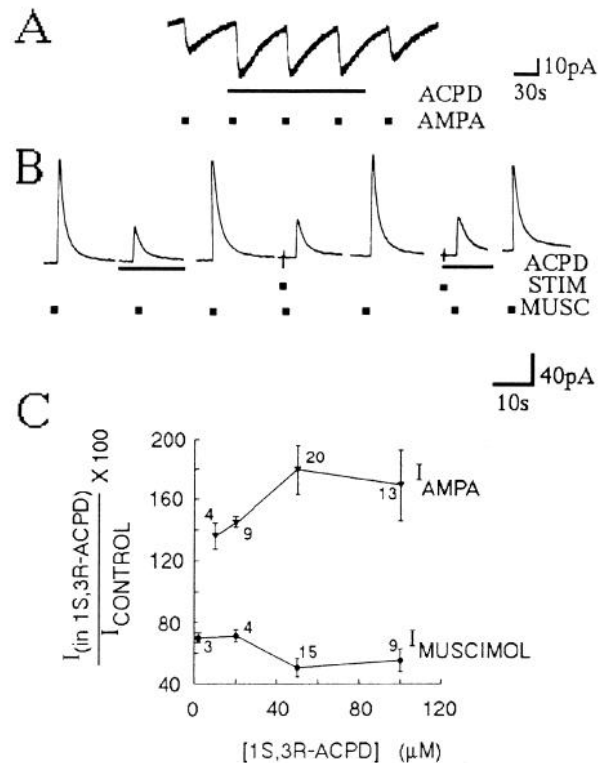 A
10pA
30s
ACPD
AMPA
B
ACPD
STIM
MUSC
40pA
10s
C
I(in 1S,3R-ACPD)
ICONTROL
X 100
200
160
120
80
40
4
9
20
13
IAMPA
3
4
15
9
IMUSCIMOL
0 40 80 120
[1S,3R-ACPD] (μM)